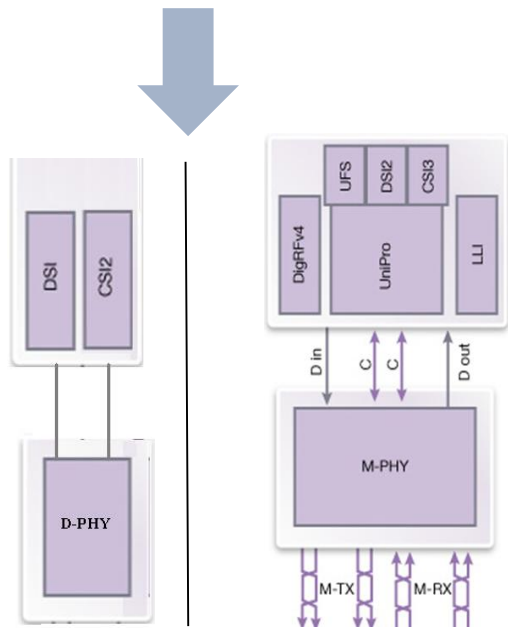 DSI
CSI2
D-PHY
UFS
DSI2
CSI3
DigRFv4
UniPro
LLI
D in
C
C
D out
M-PHY
M-TX
M-RX